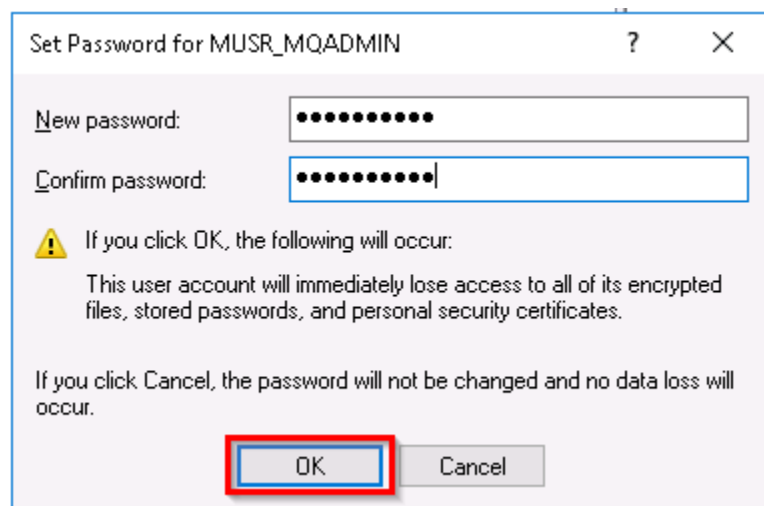 Set Password for MUSR_MQADMIN ?
New password: ●●●●●●●●●●
Confirm password: ●●●●●●●●●●
If you click OK, the following will occur:
This user account will immediately lose access to all of its encrypted
files, stored passwords, and personal security certificates.
If you click Cancel, the password will not be changed and no data loss will
occur.
OK Cancel